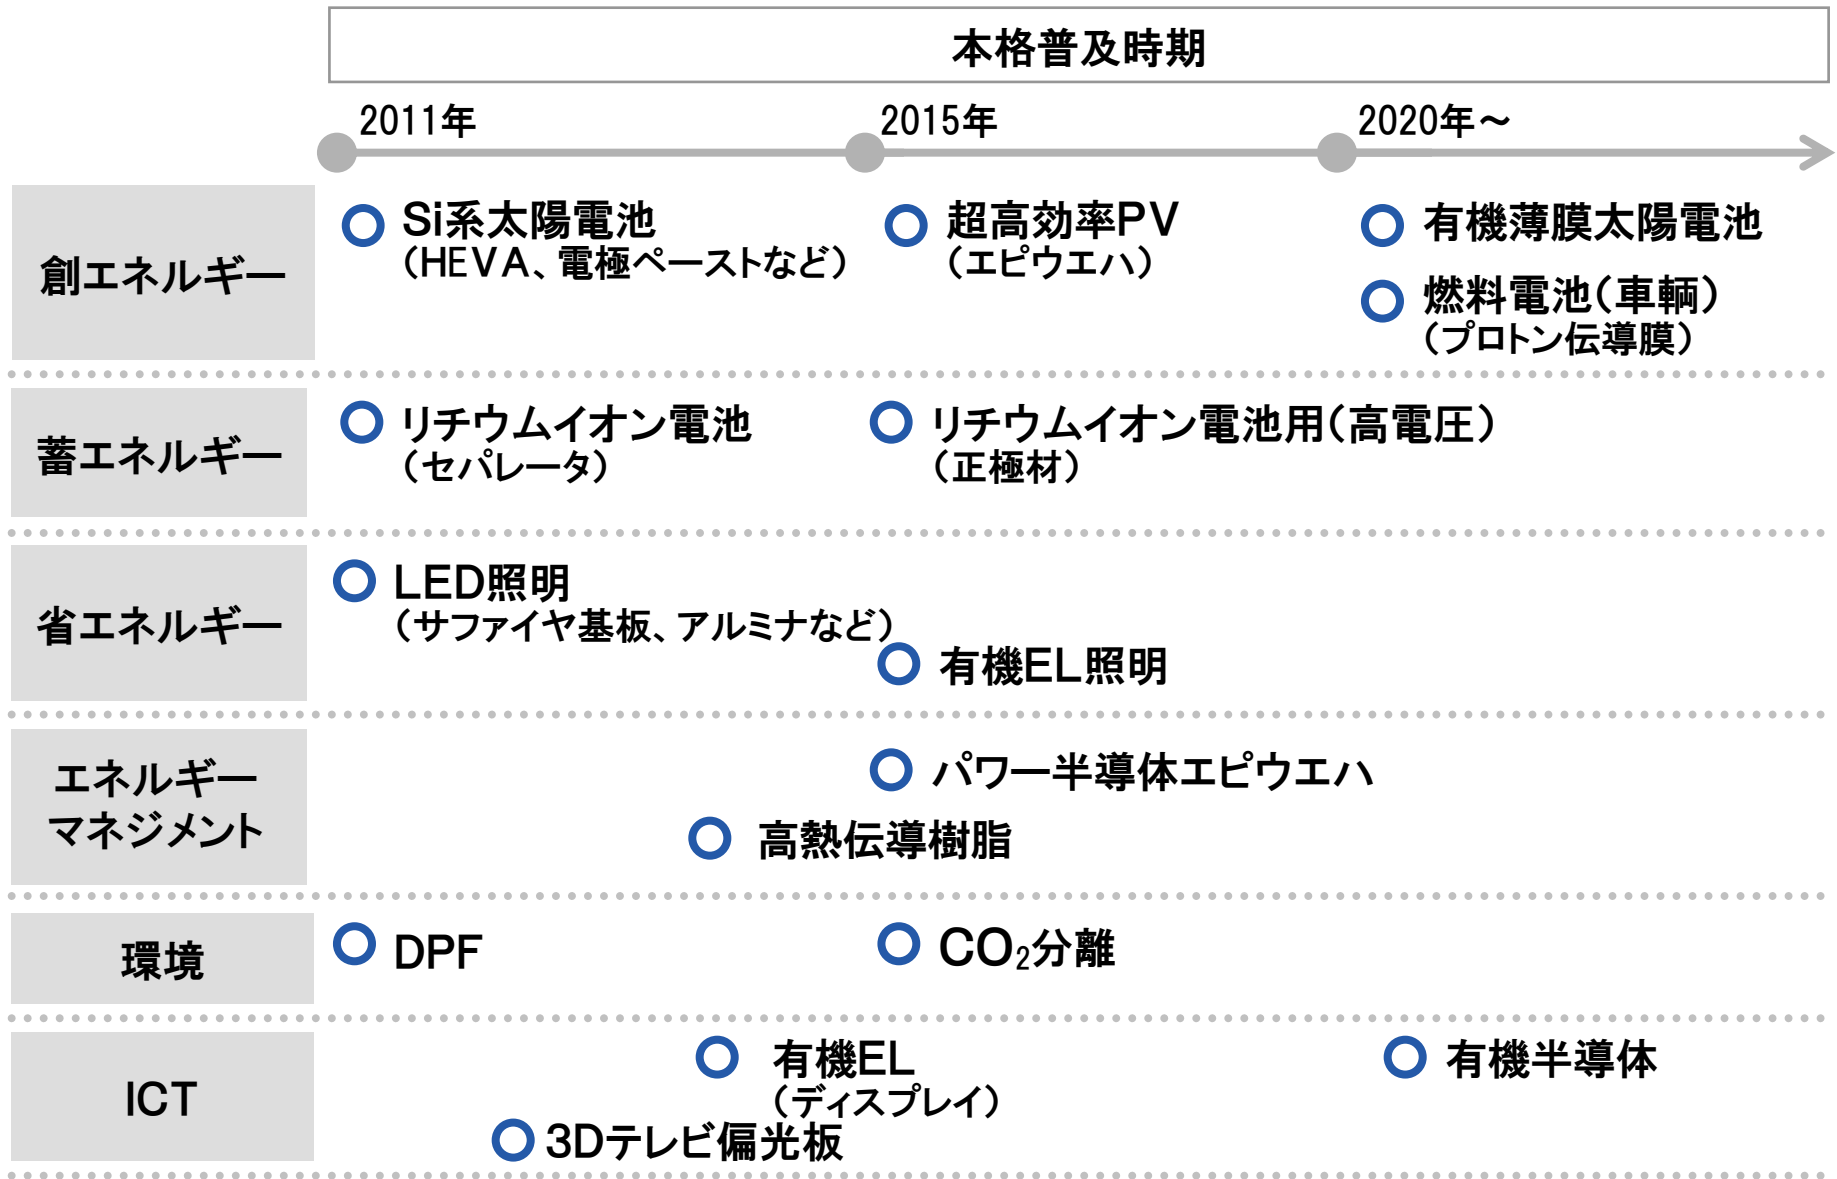 本格普及時期
2011年
2015年
2020年～
創エネルギー
Si系太陽電池
（HEVA、電極ペーストなど）
超高効率PV
（エピウエハ）
有機薄膜太陽電池
燃料電池（車輌）
（プロトン伝導膜）
蓄エネルギー
リチウムイオン電池
（セパレータ）
リチウムイオン電池用（高電圧）
（正極材）
省エネルギー
LED照明
（サファイヤ基板、アルミナなど）
有機EL照明
エネルギー
マネジメント
パワー半導体エピウエハ
高熱伝導樹脂
環境
DPF
CO₂分離
ICT
有機EL
（ディスプレイ）
3Dテレビ偏光板
有機半導体